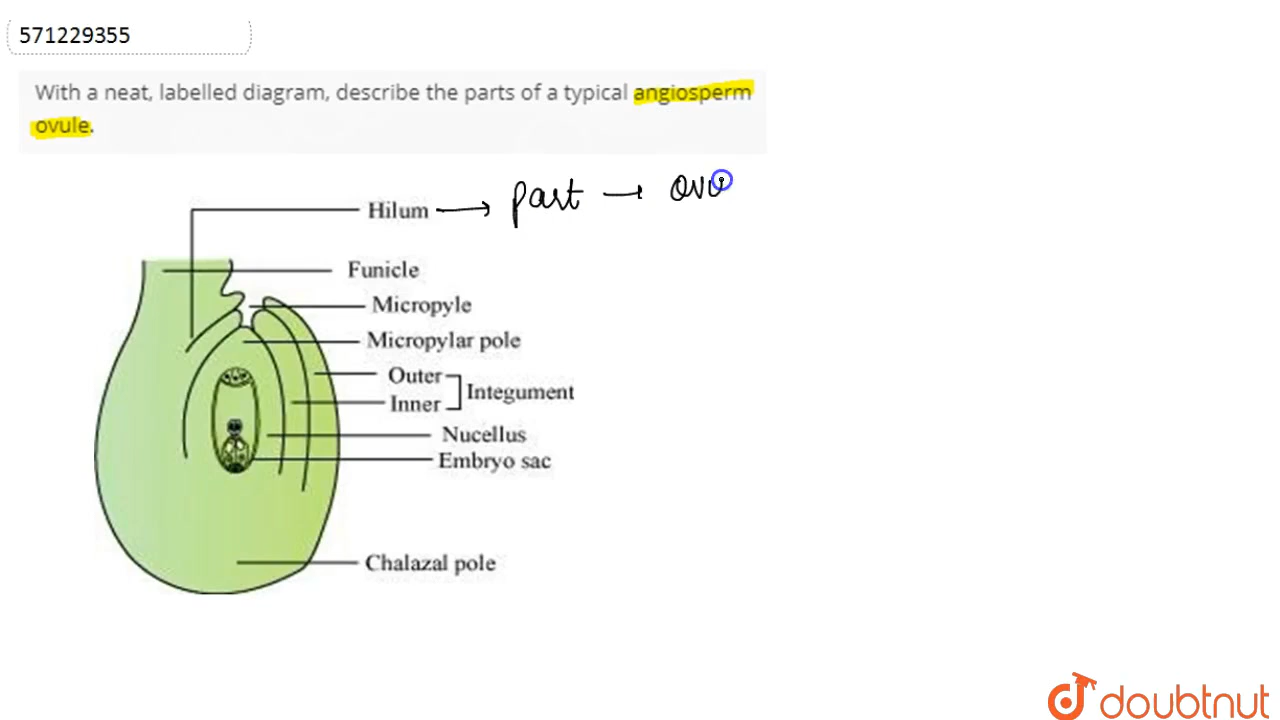 571229355
With a neat, labelled diagram, describe the parts of a typical angiosperm
ovule.
Hilum → part → ovu
Funicle
Micropyle
Micropylar pole
Outer
Inner
Integument
Nucellus
Embryo sac
Chalazal pole
doubtnut